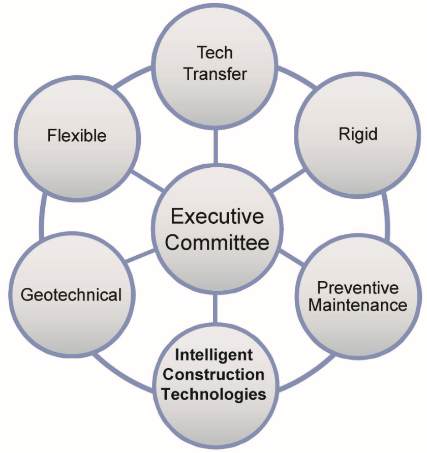 Tech
Transfer
Flexible
Rigid
Executive
Committee
Geotechnical
Preventive
Maintenance
Intelligent
Construction
Technologies